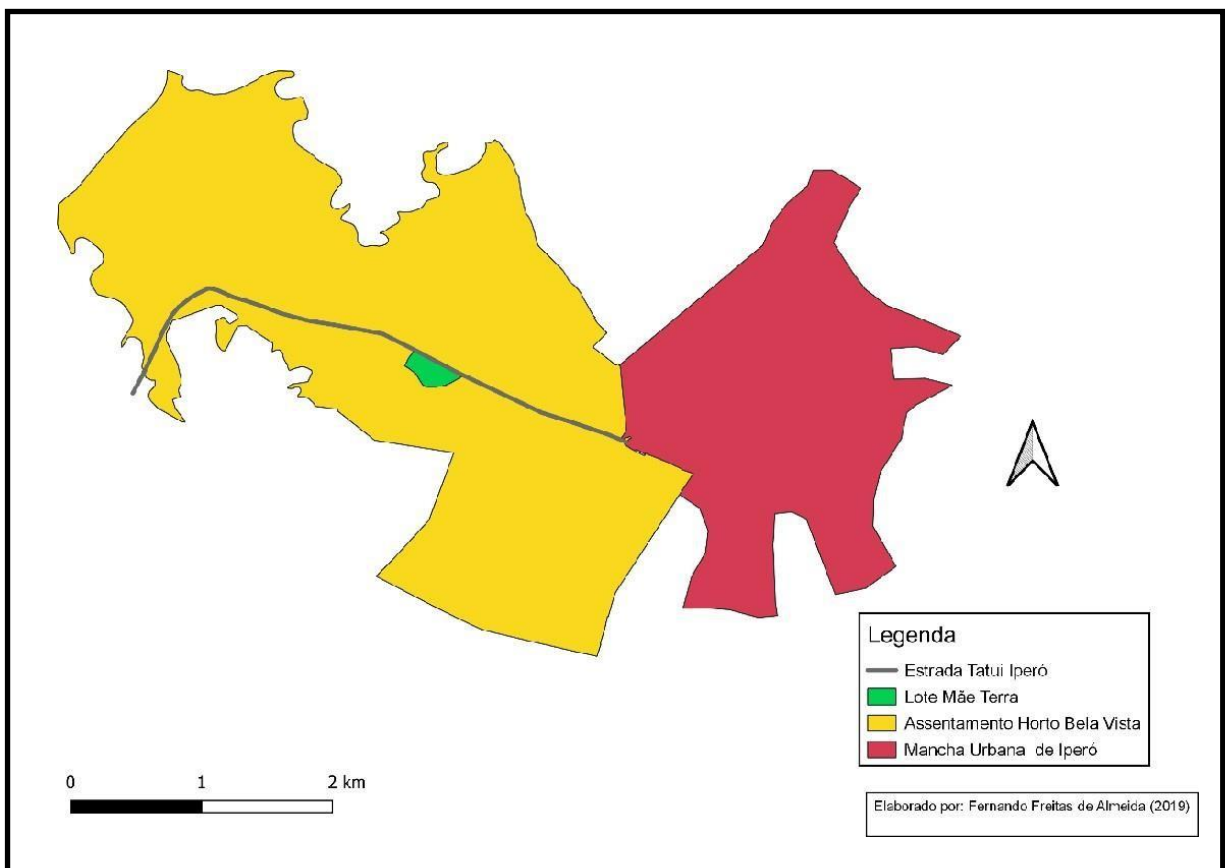 Legenda
Estrada Tatui Iperó
Lote Mãe Terra
Assentamento Horto Bela Vista
Mancha Urbana de Iperó
0 1 2 km
Elaborado por: Fernando Freitas de Almeida (2019)